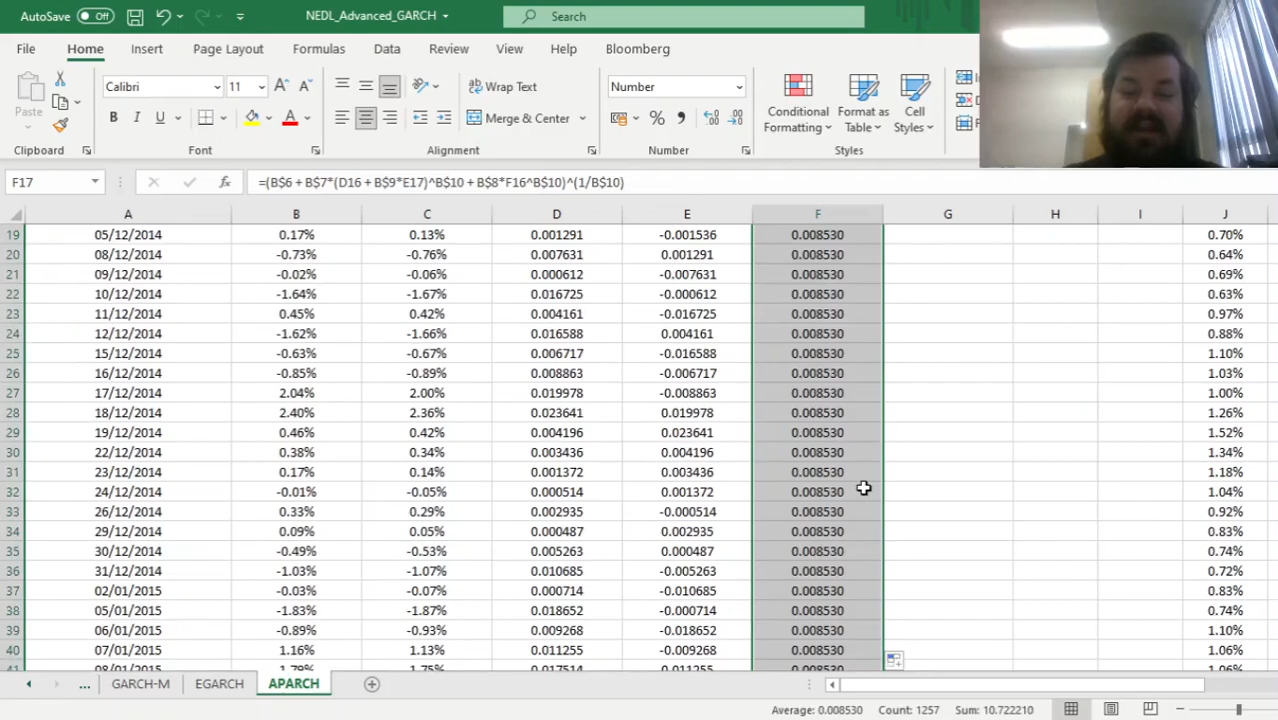 AutoSave Off NEDL_Advanced_GARCH Search
File Home Insert Page Layout Formulas Data Review View Help Bloomberg
Paste Calibri 11 Wrap Text Number Conditional Formatting Format as Table Cell Styles
B I U A Merge & Center % Clipboard Font Alignment Number Styles
F17 fx =(B$6 + B$7*(D16 + B$9*E17)^B$10 + B$8*F16^B$10)^(1/B$10)
A B C D E F G H I J
19 05/12/2014 0.17% 0.13% 0.001291 -0.001536 0.008530 0.70%
20 08/12/2014 -0.73% -0.76% 0.007631 0.001291 0.008530 0.64%
21 09/12/2014 -0.02% -0.06% 0.000612 -0.007631 0.008530 0.69%
22 10/12/2014 -1.64% -1.67% 0.016725 -0.000612 0.008530 0.63%
23 11/12/2014 0.45% 0.42% 0.004161 -0.016725 0.008530 0.97%
24 12/12/2014 -1.62% -1.66% 0.016588 0.004161 0.008530 0.88%
25 15/12/2014 -0.63% -0.67% 0.006717 -0.016588 0.008530 1.10%
26 16/12/2014 -0.85% -0.89% 0.008863 -0.006717 0.008530 1.03%
27 17/12/2014 2.04% 2.00% 0.019978 -0.008863 0.008530 1.00%
28 18/12/2014 2.40% 2.36% 0.023641 0.019978 0.008530 1.26%
29 19/12/2014 0.46% 0.42% 0.004196 0.023641 0.008530 1.52%
30 22/12/2014 0.38% 0.34% 0.003436 0.004196 0.008530 1.34%
31 23/12/2014 0.17% 0.14% 0.001372 0.003436 0.008530 1.18%
32 24/12/2014 -0.01% -0.05% 0.000514 0.001372 0.008530 1.04%
33 26/12/2014 0.33% 0.29% 0.002935 -0.000514 0.008530 0.92%
34 29/12/2014 0.09% 0.05% 0.000487 0.002935 0.008530 0.83%
35 30/12/2014 -0.49% -0.53% 0.005263 0.000487 0.008530 0.74%
36 31/12/2014 -1.03% -1.07% 0.010685 -0.005263 0.008530 0.72%
37 02/01/2015 -0.03% -0.07% 0.000714 -0.010685 0.008530 0.83%
38 05/01/2015 -1.83% -1.87% 0.018652 -0.000714 0.008530 0.74%
39 06/01/2015 -0.89% -0.93% 0.009268 -0.018652 0.008530 1.10%
40 07/01/2015 1.16% 1.13% 0.011255 -0.009268 0.008530 1.06%
41 08/01/2015 1.79% 1.75% 0.017514 0.011255 0.008530 1.06%
... GARCH-M EGARCH APARCH
Average: 0.008530 Count: 1257 Sum: 10.722210